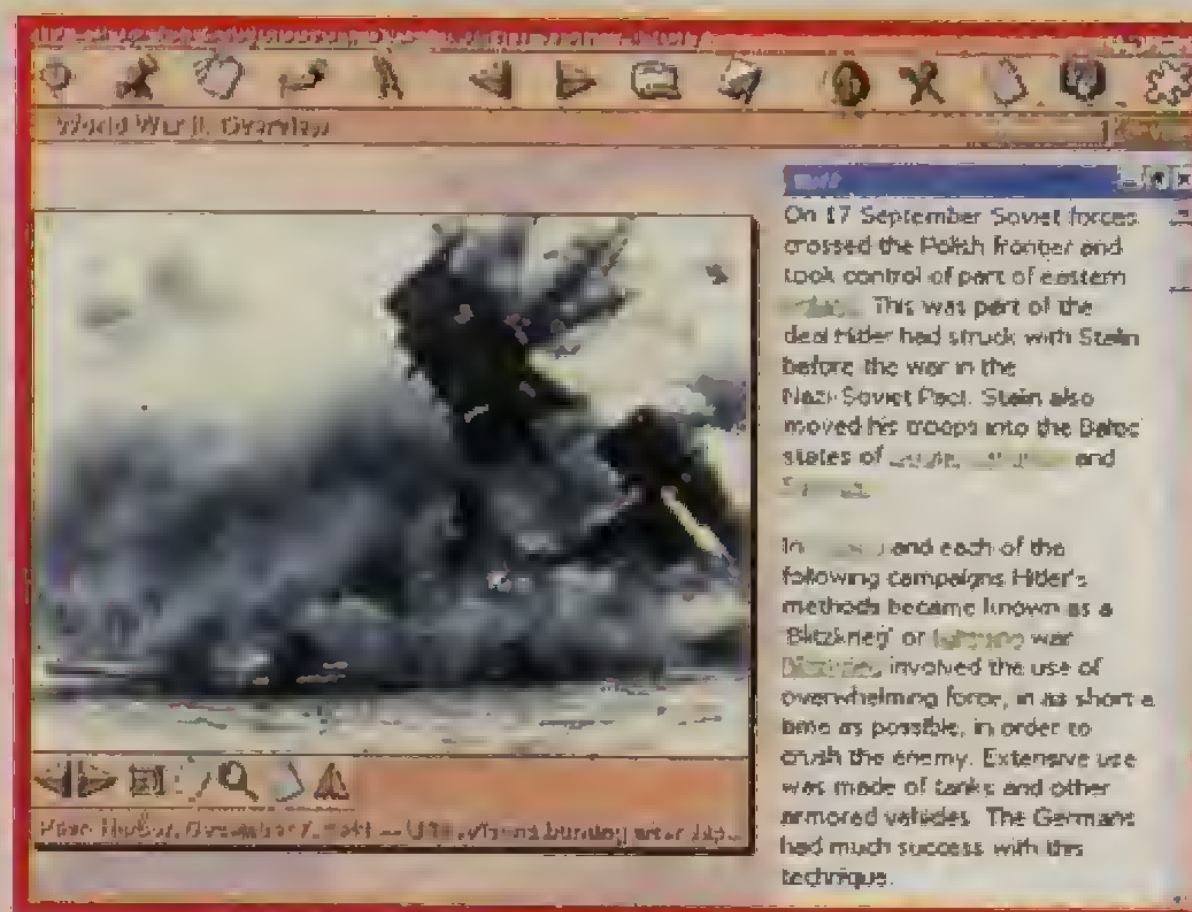 World War II, Overview
On 17 September Soviet forces
crossed the Polish frontier and
took control of part of eastern
This was part of the
deal Hitler had struck with Stalin
before the war in the
Nazi-Soviet Pact. Stalin also
moved his troops into the Baltic
states of and
In and each of the
following campaigns Hitler's
methods became known as a
'Blitzkrieg' or lightning war
involved the use of
overwhelming force, in as short a
time as possible, in order to
crush the enemy. Extensive use
was made of tanks and other
armored vehicles. The Germans
had much success with this
technique.
Harbor, burning after